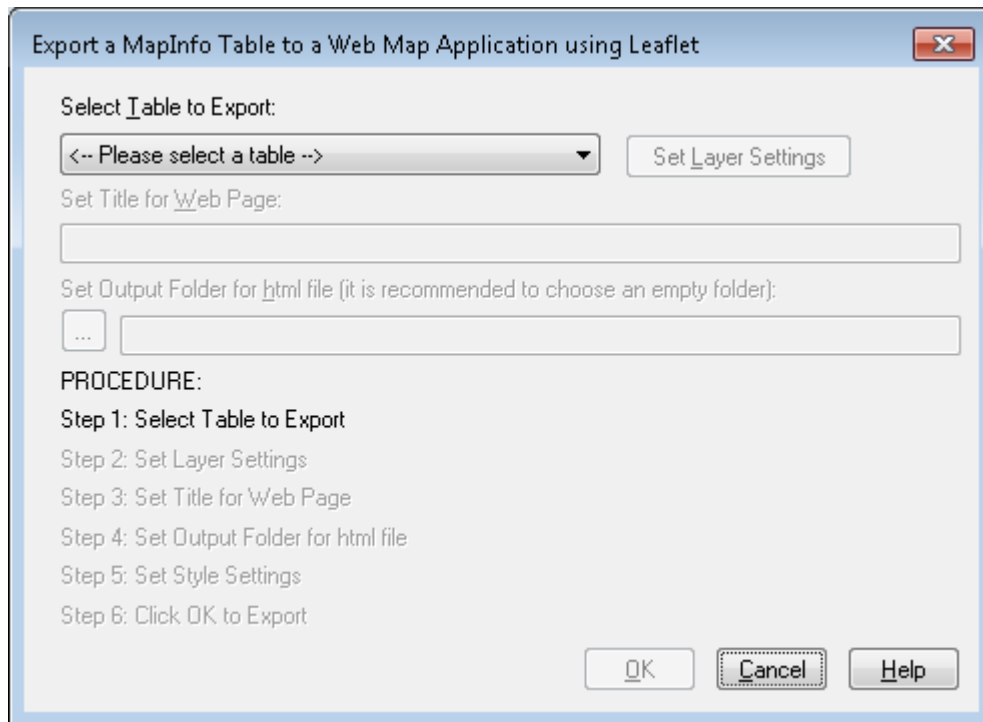 Export a MapInfo Table to a Web Map Application using Leaflet
Select Table to Export:
<-- Please select a table -->
Set Layer Settings
Set Title for Web Page:
Set Output Folder for html file (it is recommended to choose an empty folder):
...
PROCEDURE:
Step 1: Select Table to Export
Step 2: Set Layer Settings
Step 3: Set Title for Web Page
Step 4: Set Output Folder for html file
Step 5: Set Style Settings
Step 6: Click OK to Export
OK Cancel Help